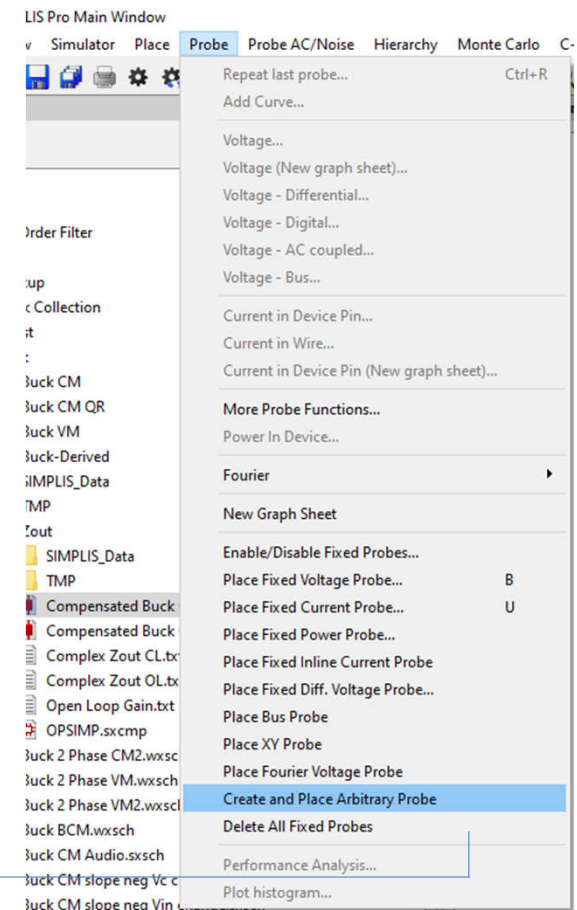 LIS Pro Main Window
Simulator Place Probe Probe AC/Noise Hierarchy Monte Carlo C-
Repeat last probe... Ctrl+R
Add Curve...
Voltage...
Voltage (New graph sheet)...
Order Filter
Voltage - Differential...
Voltage - Digital...
Voltage - AC coupled...
Voltage - Bus...
Collection
Current in Device Pin...
Current in Wire...
Current in Device Pin (New graph sheet)...
Buck CM
Buck CM QR
More Probe Functions...
Buck VM
Power In Device...
Buck-Derived
Fourier
SIMPLIS_Data
TMP
New Graph Sheet
Zout
SIMPLIS_Data
Enable/Disable Fixed Probes...
TMP
Place Fixed Voltage Probe... B
Compensated Buck
Place Fixed Current Probe... U
Compensated Buck
Place Fixed Power Probe...
Complex Zout CL.tx
Place Fixed Inline Current Probe
Complex Zout OL.tx
Place Fixed Diff. Voltage Probe...
Open Loop Gain.txt
Place Bus Probe
OPSIMP.sxcmp
Place XY Probe
Buck 2 Phase CM2.wxsc
Place Fourier Voltage Probe
Buck 2 Phase VM.wxsch
Create and Place Arbitrary Probe
Buck 2 Phase VM2.wxscl
Delete All Fixed Probes
Buck BCM.wxsch
Buck CM Audio.sxsch
Performance Analysis...
Buck CM slope neg Vc c
Plot histogram...
Buck CM slope neg Vin